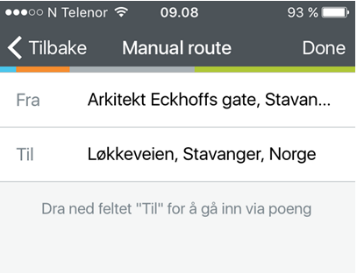 N Telenor 09.08 93 %
Tilbake Manual route Done
Fra Arkitekt Eckhoffs gate, Stavan...
Til Løkkeveien, Stavanger, Norge
Dra ned feltet "Til" for å gå inn via poeng